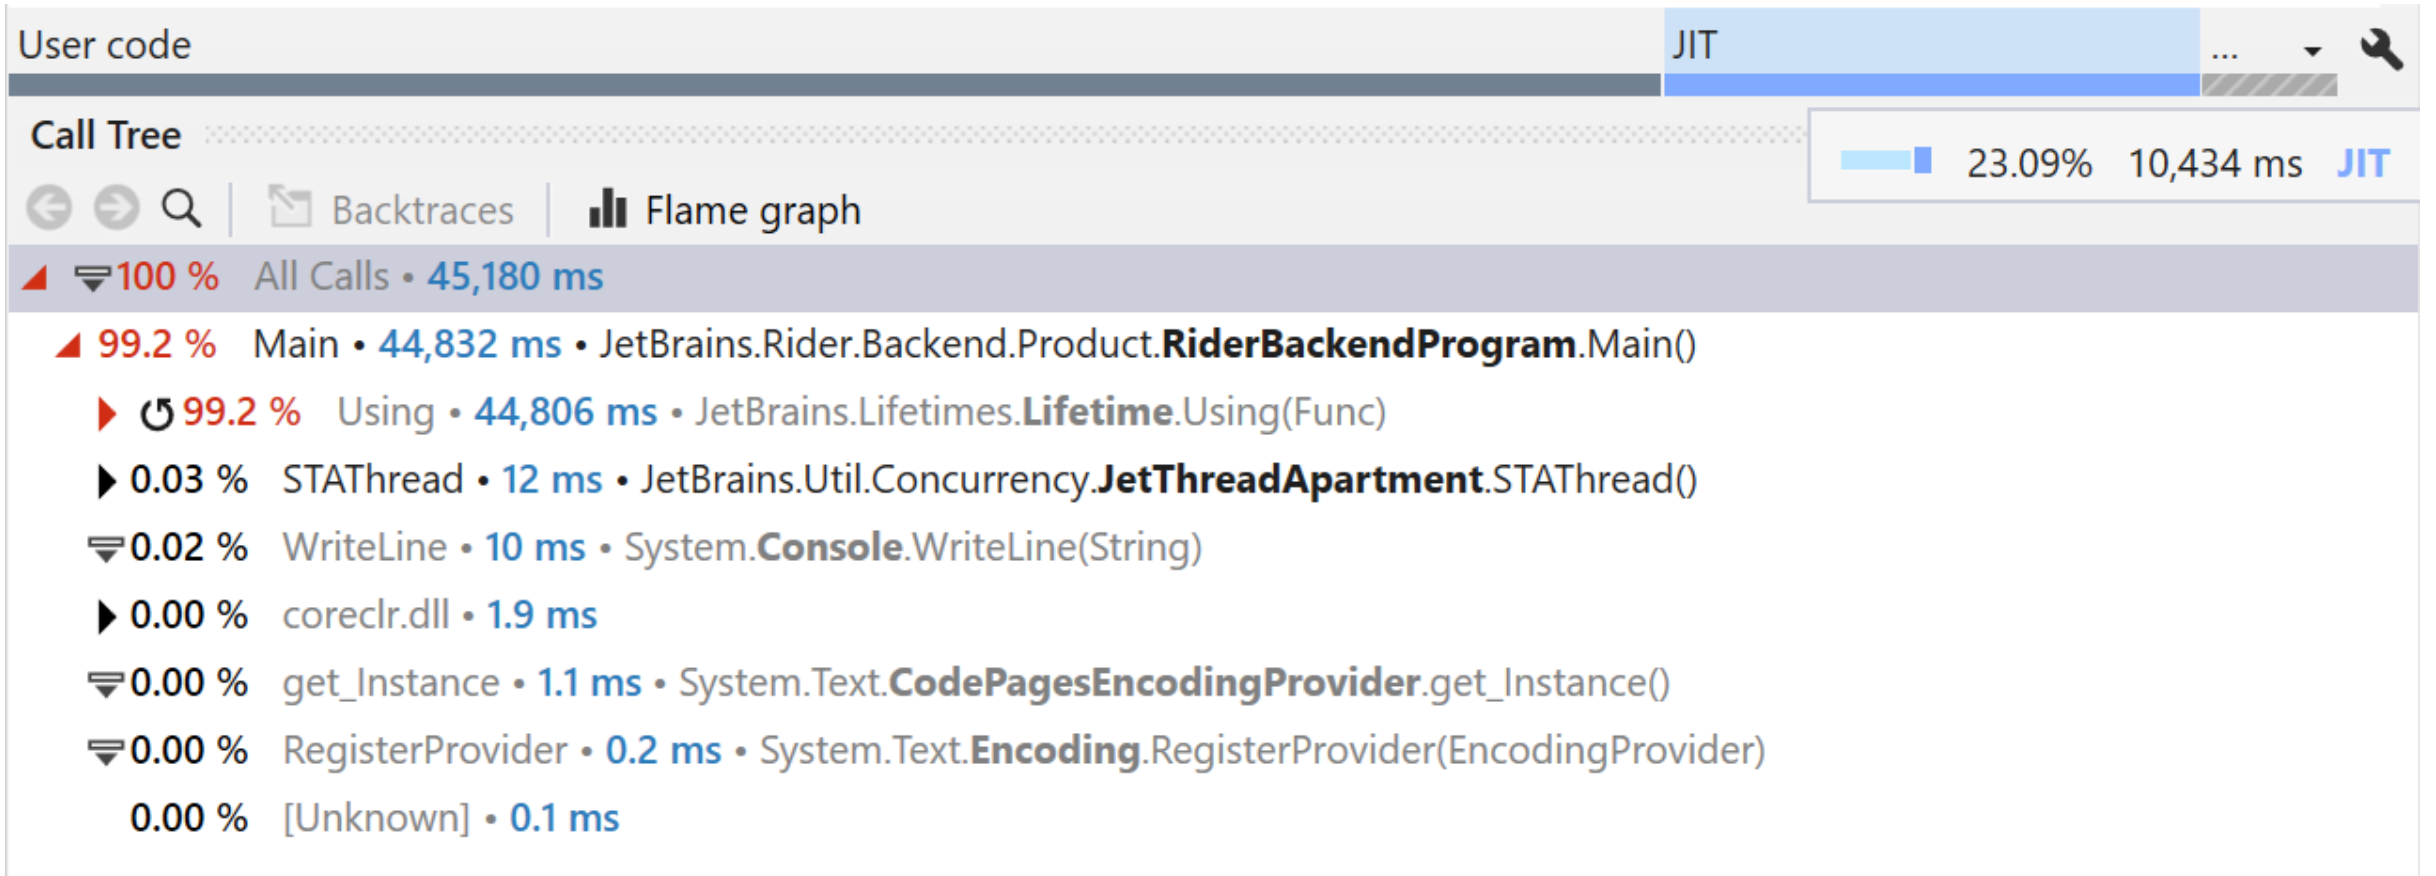 User code JIT ...
Call Tree
23.09% 10,434 ms JIT
Backtraces Flame graph
100 % All Calls • 45,180 ms
99.2 % Main • 44,832 ms • JetBrains.Rider.Backend.Product.RiderBackendProgram.Main()
99.2 % Using • 44,806 ms • JetBrains.Lifetimes.Lifetime.Using(Func)
0.03 % STAThread • 12 ms • JetBrains.Util.Concurrency.JetThreadApartment.STAThread()
0.02 % WriteLine • 10 ms • System.Console.WriteLine(String)
0.00 % coreclr.dll • 1.9 ms
0.00 % get_Instance • 1.1 ms • System.Text.CodePagesEncodingProvider.get_Instance()
0.00 % RegisterProvider • 0.2 ms • System.Text.Encoding.RegisterProvider(EncodingProvider)
0.00 % [Unknown] • 0.1 ms